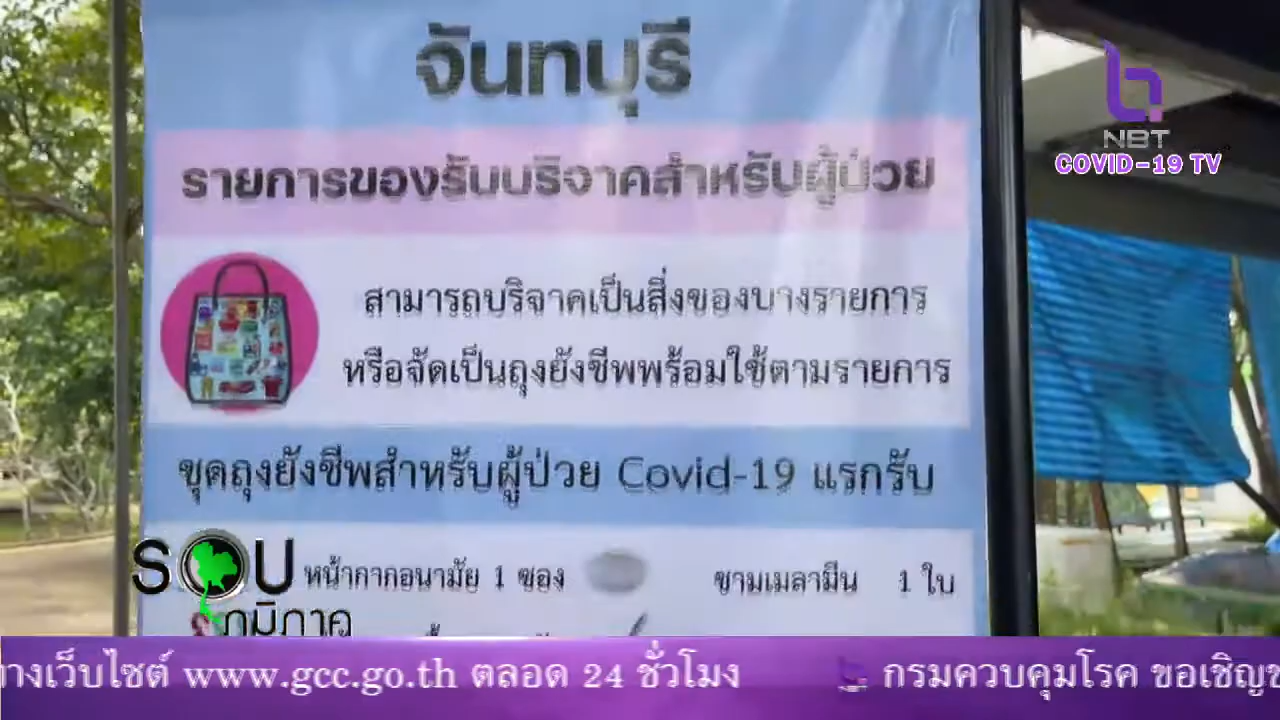 จันทบุรี
รายการของรับบริจาคสำหรับผู้ป่วย
สามารถบริจาคเป็นสิ่งของบางรายการ
หรือจัดเป็นถุงยังชีพพร้อมใช้ตามรายการ
ชุดถุงยังชีพสำหรับผู้ป่วย Covid-19 แรกรับ
หน้ากากอนามัย 1 ซอง
ชามเมลามีน 1 ใบ
NBT
COVID-19 TV
รอบ
ภูมิภาค
ทางเว็บไซต์ www.gcc.go.th ตลอด 24 ชั่วโมง
กรมควบคุมโรค ขอเชิญ